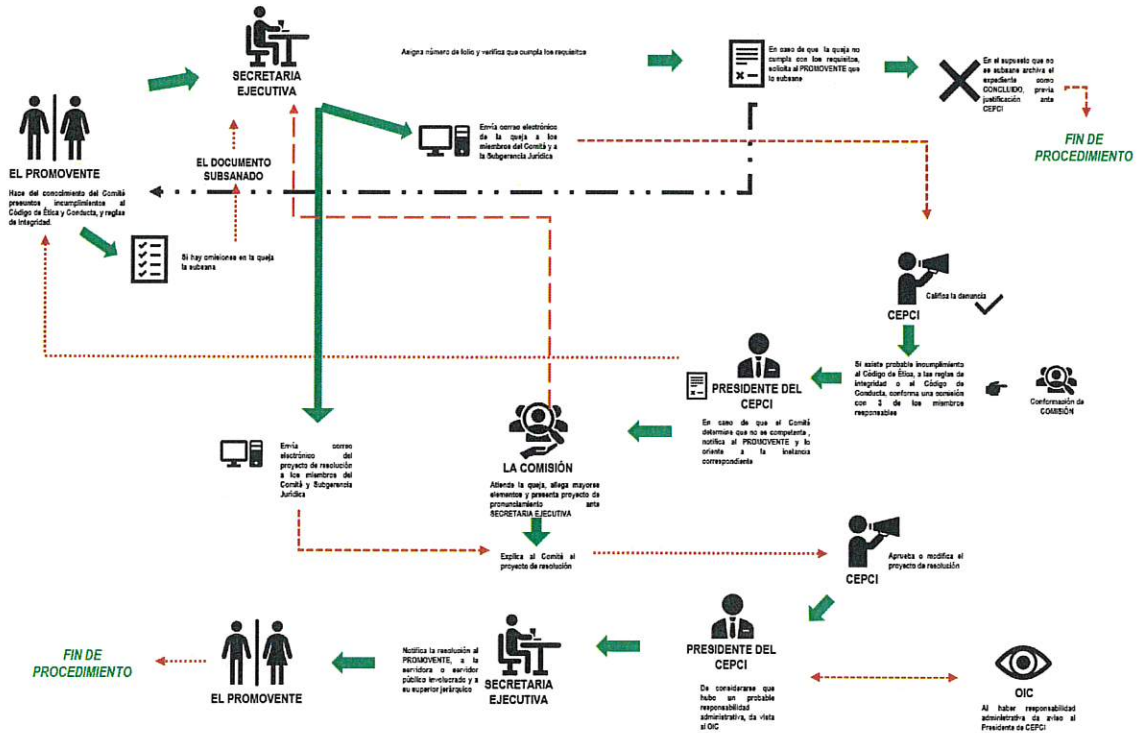 SECRETARIA
EJECUTIVA
Asigna número de folio y verifica que cumpla los requisitos
En caso de que la queja no
cumpla con los requisitos,
solicita al PROMOVENTE que
lo subsane
En el supuesto que no
se subsane archiva el
expediente como
CONCLUIDO, previa
justificación ante
CEPCI
FIN DE
PROCEDIMIENTO
Envía correo electrónico
de la queja a los
miembros del Comité y a
la Subgerencia Jurídica
EL DOCUMENTO
SUBSANADO
EL PROMOVENTE
Hace del conocimiento del Comité
presuntos incumplimientos al
Código de Ética y Conducta, y reglas
de integridad.
Si hay omisiones en la queja
la subsana
CEPCI
Califica la denuncia
Si existe probable incumplimiento
al Código de Ética, a las reglas de
integridad o el Código de
Conducta, conforma una comisión
con 3 de los miembros
responsables
Conformación de
COMISIÓN
PRESIDENTE DEL
CEPCI
En caso de que el Comité
determine que no es competente ,
notifica al PROMOVENTE y lo
oriente a la instancia
correspondiente
LA COMISIÓN
Atiende la queja, allega mayores
elementos y presenta proyecto de
pronunciamiento ante
SECRETARIA EJECUTIVA
Envía correo
electrónico del
proyecto de resolución
a los miembros del
Comité y Subgerencia
Jurídica
Explica al Comité el
proyecto de resolución
CEPCI
Aprueba o modifica el
proyecto de resolución
PRESIDENTE DEL
CEPCI
De considerarse que
hubo un probable
responsabilidad
administrativa, da vista
al OIC
OIC
Al haber responsabilidad
administrativa da aviso al
Presidente de CEPCI
SECRETARIA
EJECUTIVA
Notifica la resolución al
PROMOVENTE, a la
servidora o servidor
público involucrado y a
su superior jerárquico
EL PROMOVENTE
FIN DE
PROCEDIMIENTO